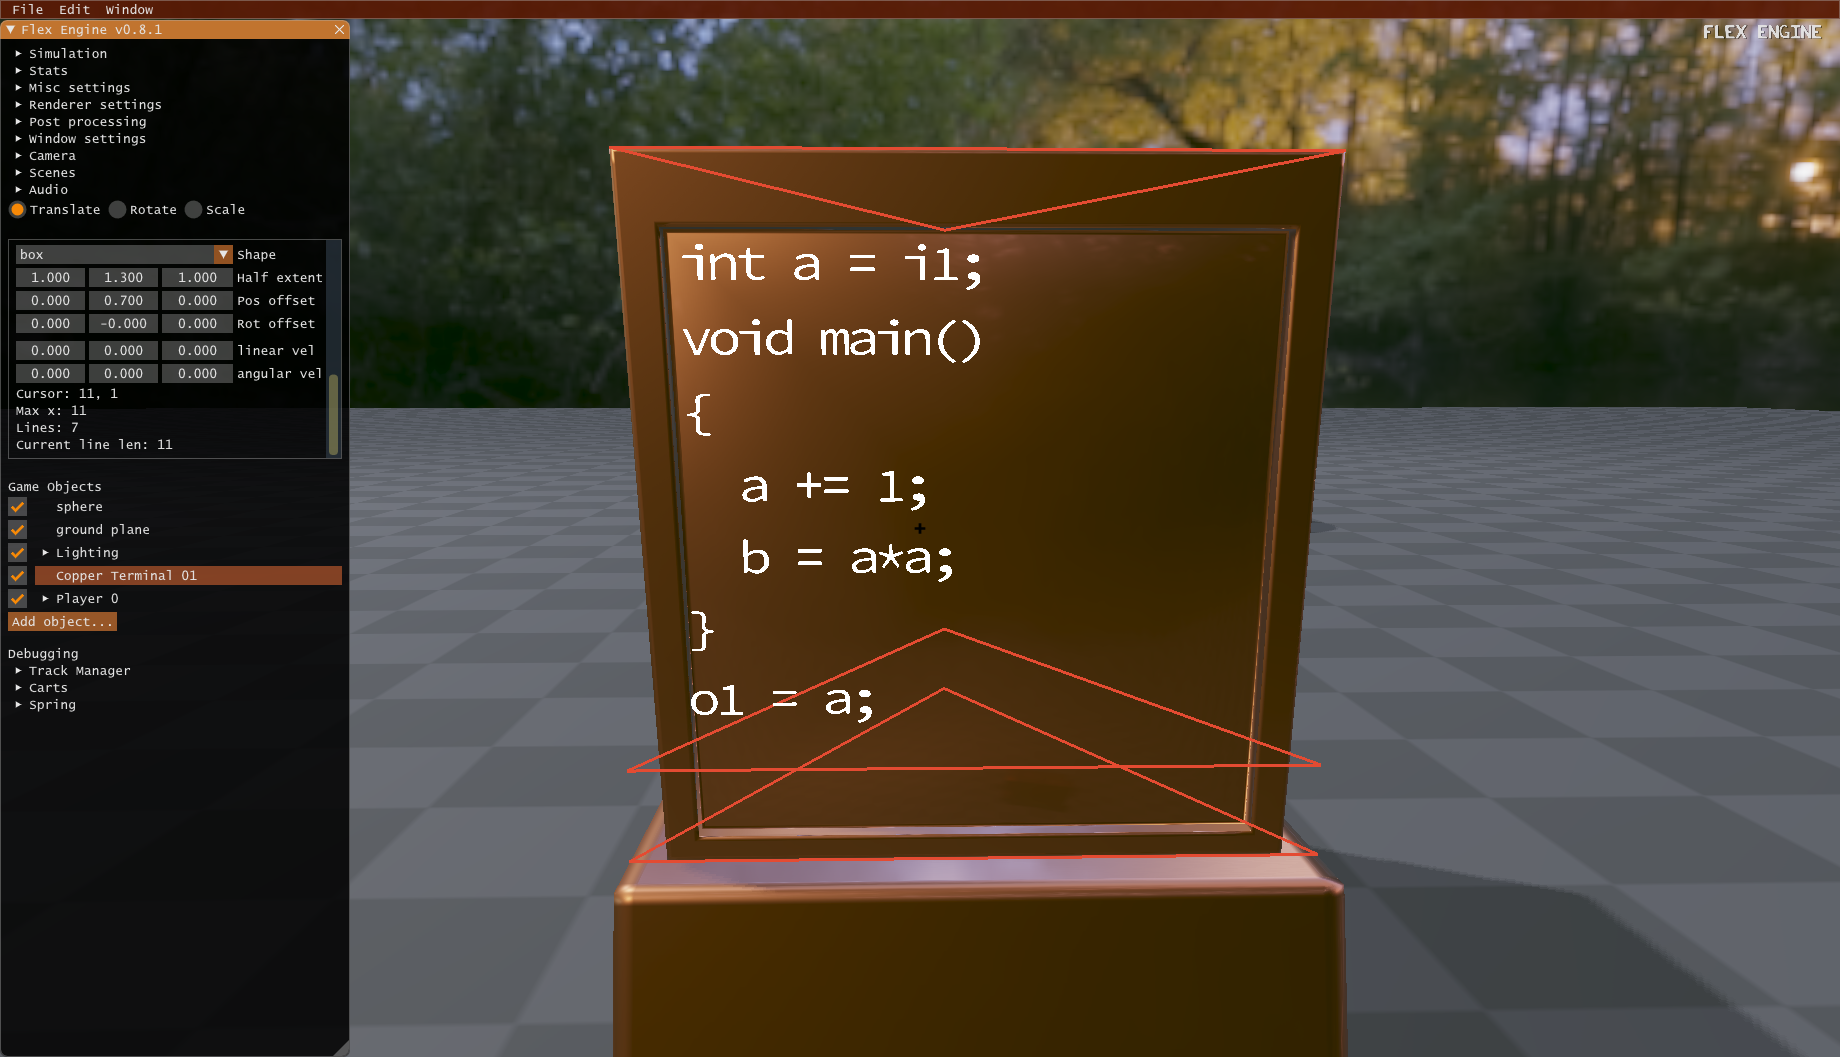 File Edit Window
Flex Engine v0.8.1
FLEX ENGINE
Simulation
Stats
Misc settings
Renderer settings
Post processing
Window settings
Camera
Scenes
Audio
Translate Rotate Scale
box Shape
1.000 1.300 1.000 Half extent
0.000 0.700 0.000 Pos offset
0.000 -0.000 0.000 Rot offset
0.000 0.000 0.000 linear vel
0.000 0.000 0.000 angular vel
Cursor: 11, 1
Max x: 11
Lines: 7
Current line len: 11
Game Objects
sphere
ground plane
Lighting
Copper Terminal 01
Player 0
Add object...
Debugging
Track Manager
Carts
Spring
int a = i1;
void main()
{
a += 1;
b = a*a;
}
o1 = a;